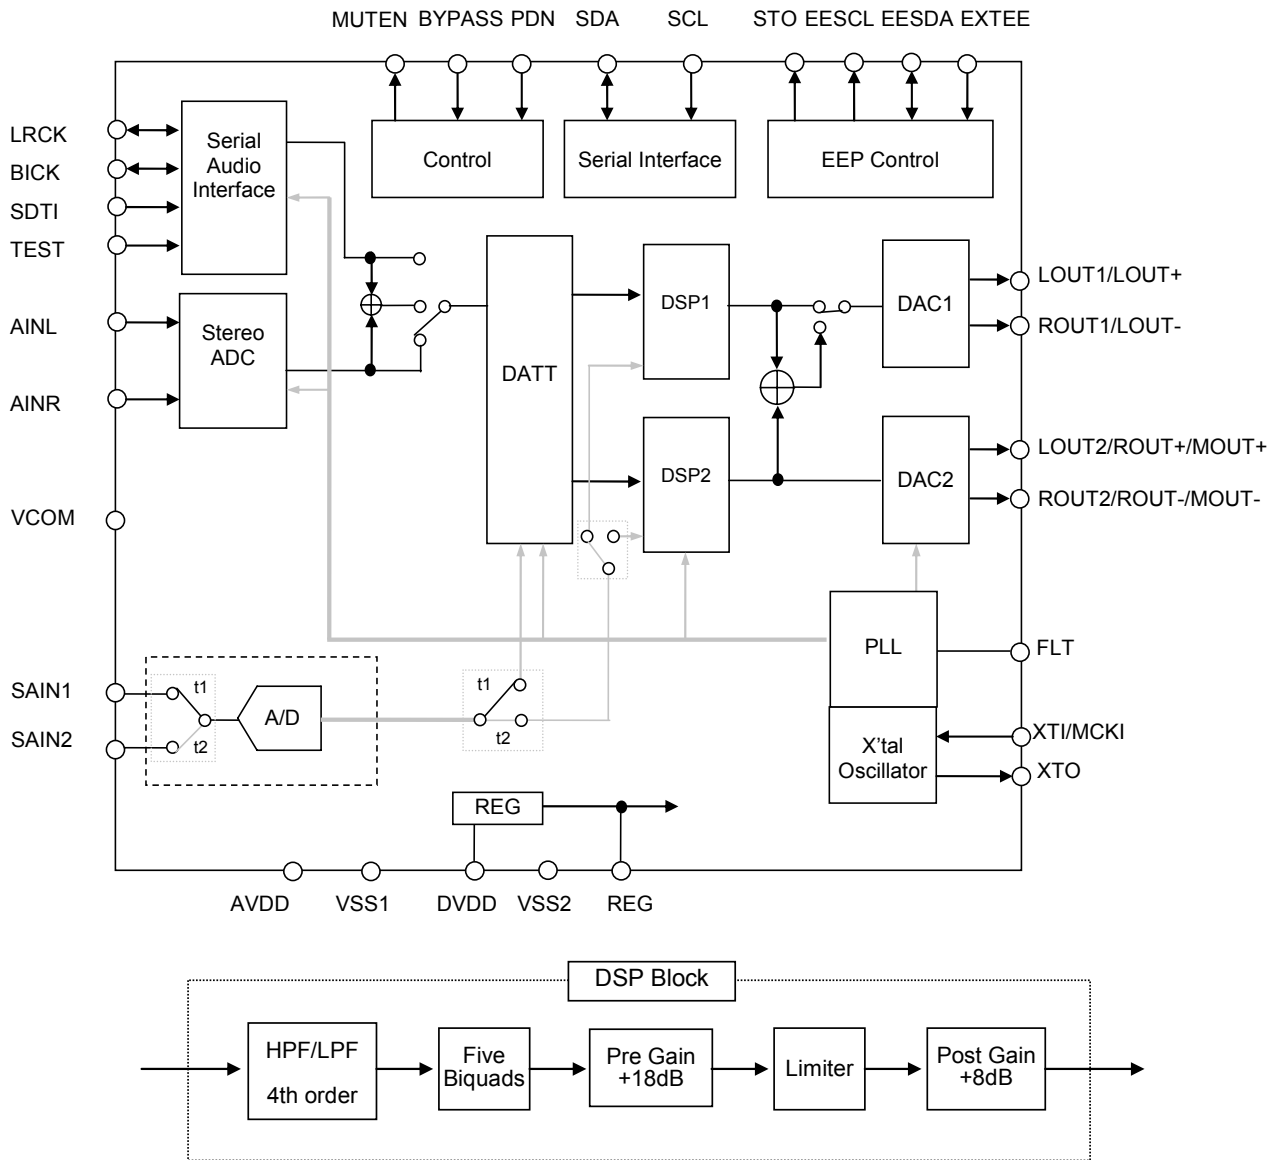 MUTEN BYPASS PDN SDA SCL STO EESCL EESDA EXTEE
LRCK
BICK
SDTI
TEST
Serial
Audio
Interface
Control
Serial Interface
EEP Control
AINL
AINR
Stereo
ADC
DATT
DSP1
DSP2
DAC1
DAC2
LOUT1/LOUT+
ROUT1/LOUT-
LOUT2/ROUT+/MOUT+
ROUT2/ROUT-/MOUT-
VCOM
SAIN1
SAIN2
t1
t2
A/D
t1
t2
PLL
X'tal
Oscillator
FLT
XTI/MCKI
XTO
REG
AVDD VSS1 DVDD VSS2 REG
DSP Block
HPF/LPF
4th order
Five
Biquads
Pre Gain
+18dB
Limiter
Post Gain
+8dB